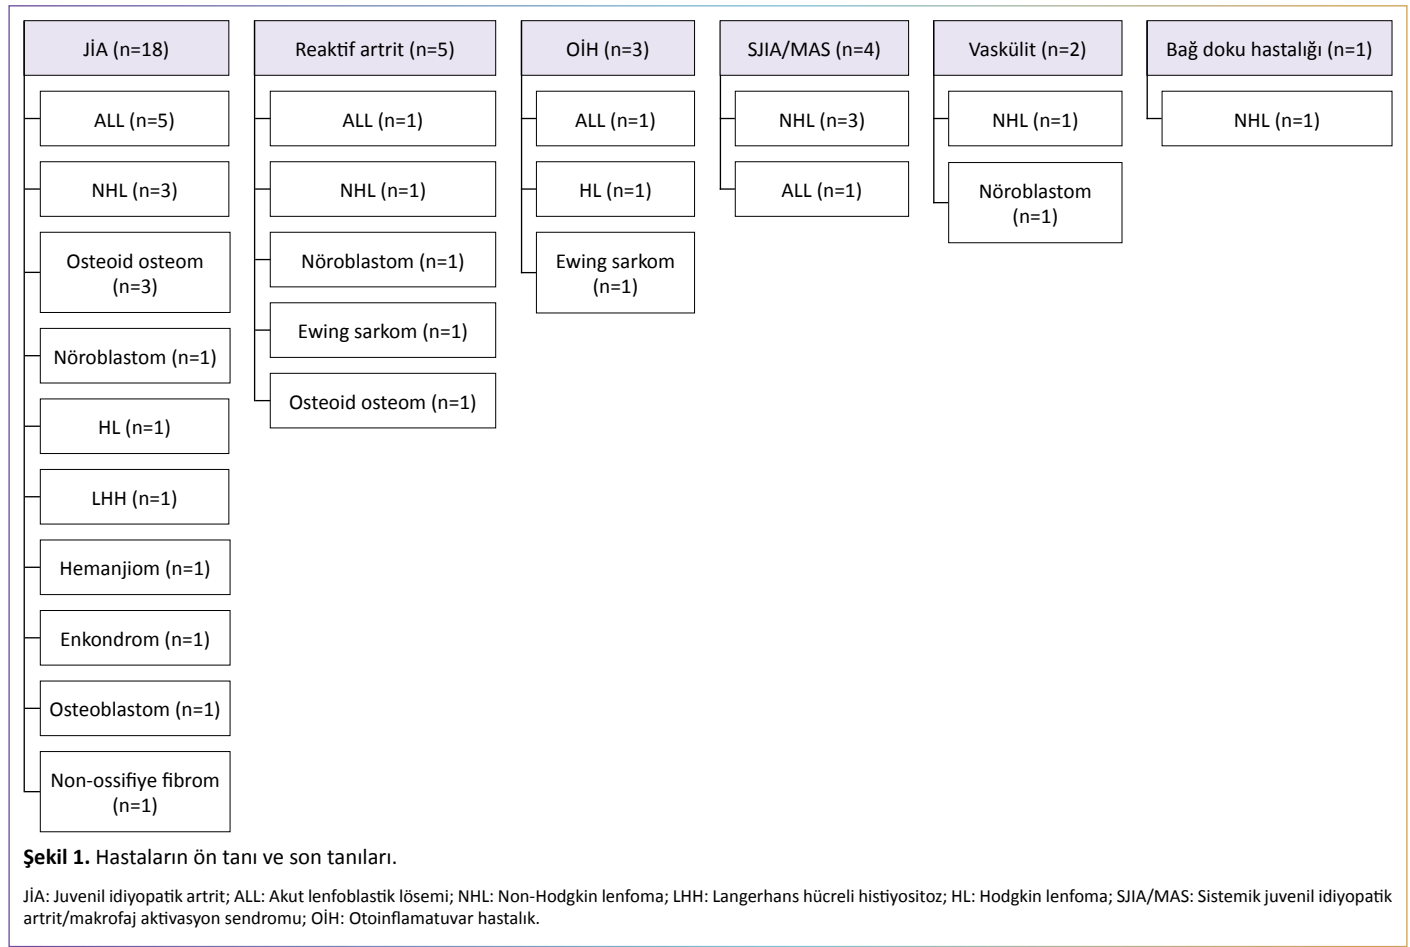 JİA (n=18)
ALL (n=5)
NHL (n=3)
Osteoid osteom
(n=3)
Nöroblastom (n=1)
HL (n=1)
LHH (n=1)
Hemanjiom (n=1)
Enkondrom (n=1)
Osteoblastom (n=1)
Non-ossifiye fibrom
(n=1)
Reaktif artrit (n=5)
ALL (n=1)
NHL (n=1)
Nöroblastom (n=1)
Ewing sarkom (n=1)
Osteoid osteom (n=1)
OİH (n=3)
ALL (n=1)
HL (n=1)
Ewing sarkom
(n=1)
SJIA/MAS (n=4)
NHL (n=3)
ALL (n=1)
Vaskülit (n=2)
NHL (n=1)
Nöroblastom
(n=1)
Bağ doku hastalığı (n=1)
NHL (n=1)
Şekil 1. Hastaların ön tanı ve son tanıları.
JİA: Juvenil idiyopatik artrit; ALL: Akut lenfoblastik lösemi; NHL: Non-Hodgkin lenfoma; LHH: Langerhans hücreli histiyositoz; HL: Hodgkin lenfoma; SJIA/MAS: Sistemik juvenil idiyopatik
artrit/makrofaj aktivasyon sendromu; OİH: Otoinflamatuvar hastalık.